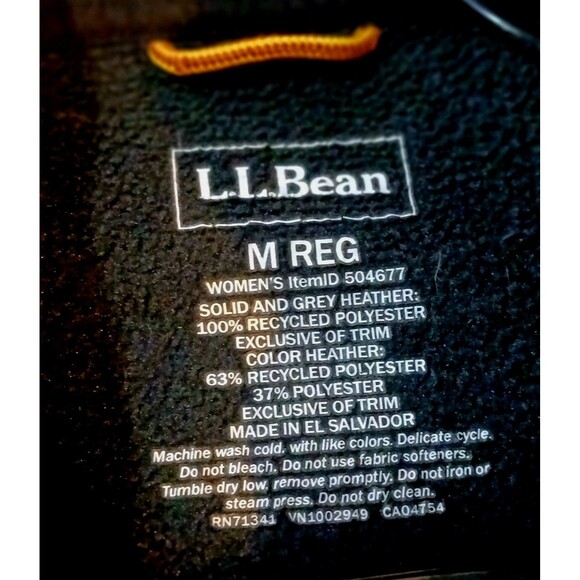 L.L.Bean
M REG
WOMEN'S ItemID 504677
SOLID AND GREY HEATHER:
100% RECYCLED POLYESTER
EXCLUSIVE OF TRIM
COLOR HEATHER:
63% RECYCLED POLYESTER
37% POLYESTER
EXCLUSIVE OF TRIM
MADE IN EL SALVADOR
Machine wash cold, with like colors. Delicate cycle.
Do not bleach. Do not use fabric softeners.
Tumble dry low, remove promptly. Do not iron or
steam press. Do not dry clean.
RN71341 VN1002949 CA04754